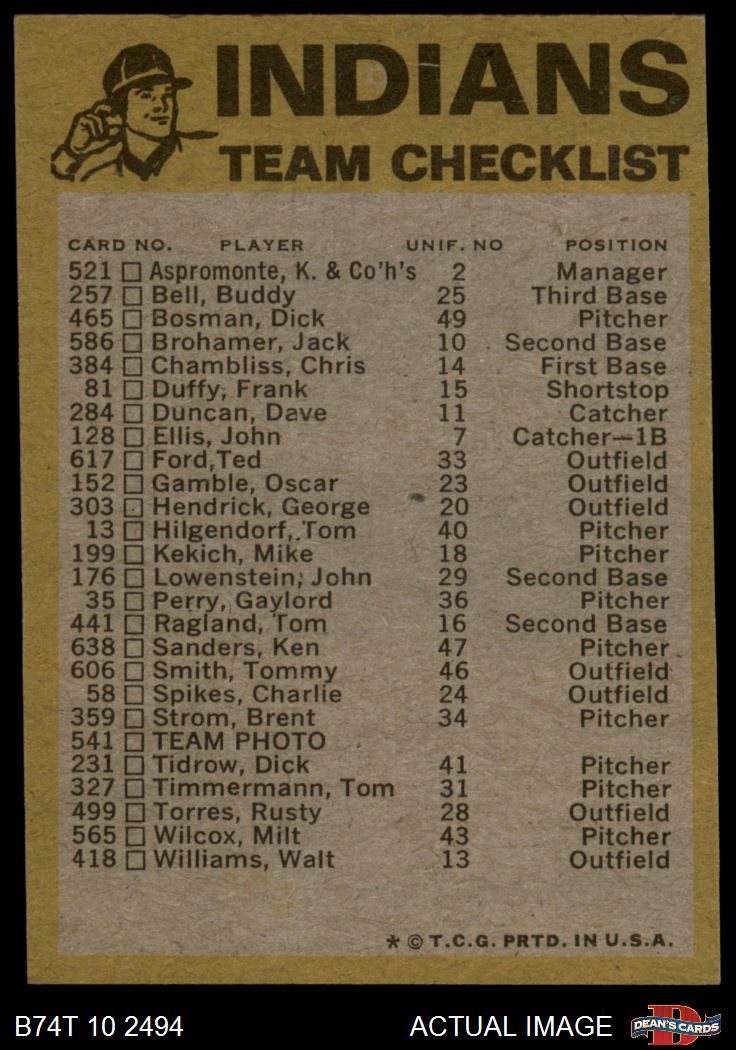 INDIANS
TEAM CHECKLIST
CARD NO. PLAYER UNIF. NO POSITION
521 □ Aspromonte, K. & Co'h's 2 Manager
257 □ Bell, Buddy 25 Third Base
465 □ Bosman, Dick 49 Pitcher
586 □ Brohamer, Jack 10 Second Base
384 □ Chambliss, Chris 14 First Base
81 □ Duffy, Frank 15 Shortstop
284 □ Duncan, Dave 11 Catcher
128 □ Ellis, John 7 Catcher—1B
617 □ Ford,Ted 33 Outfield
152 □ Gamble, Oscar 23 Outfield
303 □ Hendrick, George 20 Outfield
13 □ Hilgendorf, Tom 40 Pitcher
199 □ Kekich, Mike 18 Pitcher
176 □ Lowenstein, John 29 Second Base
35 □ Perry, Gaylord 36 Pitcher
441 □ Ragland, Tom 16 Second Base
638 □ Sanders, Ken 47 Pitcher
606 □ Smith, Tommy 46 Outfield
58 □ Spikes, Charlie 24 Outfield
359 □ Strom, Brent 34 Pitcher
541 □ TEAM PHOTO
231 □ Tidrow, Dick 41 Pitcher
327 □ Timmermann, Tom 31 Pitcher
499 □ Torres, Rusty 28 Outfield
565 □ Wilcox, Milt 43 Pitcher
418 □ Williams, Walt 13 Outfield
* © T.C.G. PRTD. IN U.S.A.
B74T 10 2494 ACTUAL IMAGE DEAN'S CARDS